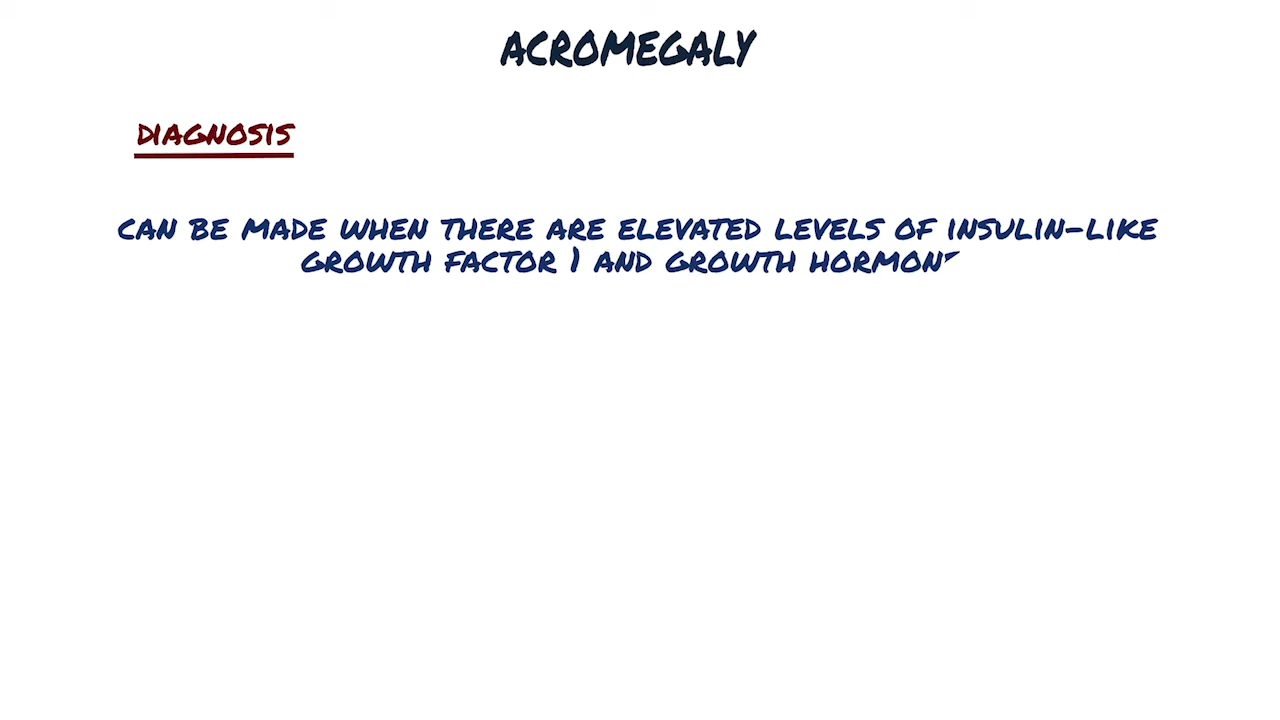 ACROMEGALY
DIAGNOSIS
CAN BE MADE WHEN THERE ARE ELEVATED LEVELS OF INSULIN-LIKE
GROWTH FACTOR 1 AND GROWTH HORMON